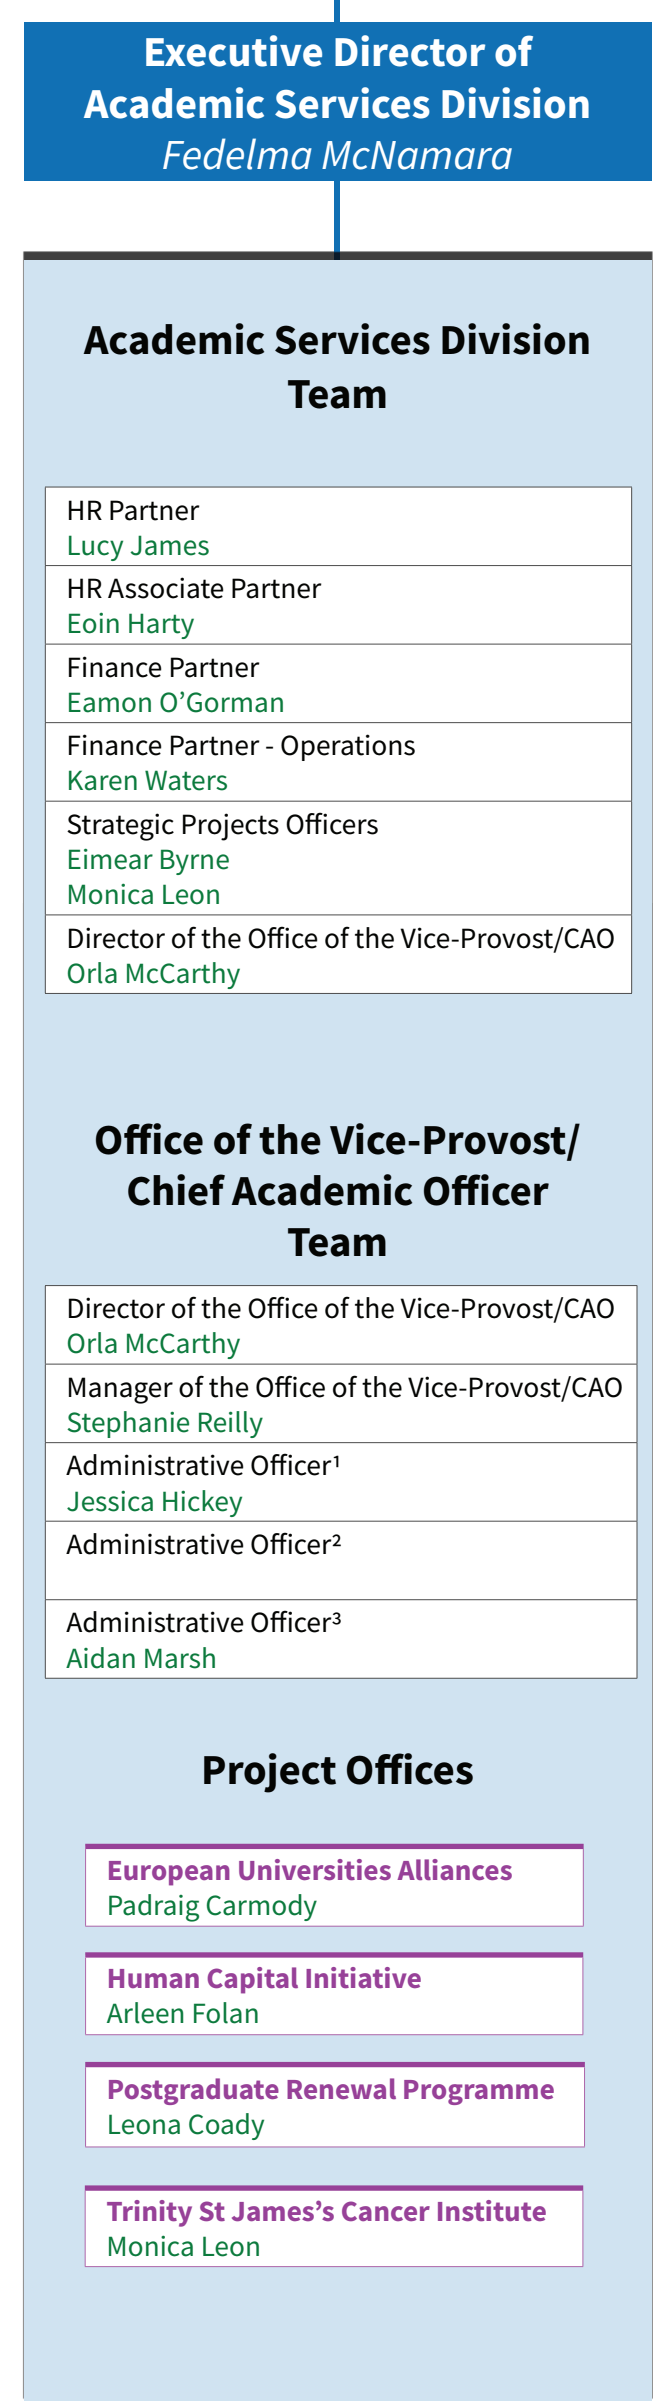 Executive Director of
Academic Services Division
Fedelma McNamara
Academic Services Division
Team
HR Partner
Lucy James
HR Associate Partner
Eoin Harty
Finance Partner
Eamon O’Gorman
Finance Partner - Operations
Karen Waters
Strategic Projects Officers
Eimear Byrne
Monica Leon
Director of the Office of the Vice-Provost/CAO
Orla McCarthy
Office of the Vice-Provost/
Chief Academic Officer
Team
Director of the Office of the Vice-Provost/CAO
Orla McCarthy
Manager of the Office of the Vice-Provost/CAO
Stephanie Reilly
Administrative Officer¹
Jessica Hickey
Administrative Officer²
Administrative Officer³
Aidan Marsh
Project Offices
European Universities Alliances
Padraig Carmody
Human Capital Initiative
Arleen Folan
Postgraduate Renewal Programme
Leona Coady
Trinity St James’s Cancer Institute
Monica Leon